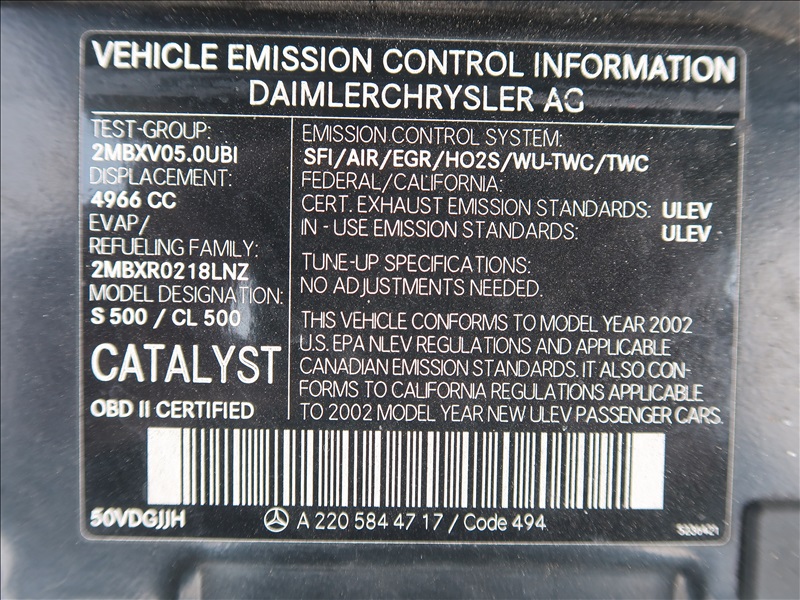 VEHICLE EMISSION CONTROL INFORMATION
DAIMLERCHRYSLER AG
TEST-GROUP:
2MBXV05.0UBI
DISPLACEMENT:
4966 CC
EVAP/
REFUELING FAMILY:
2MBXR0218LNZ
MODEL DESIGNATION:
S 500 / CL 500
CATALYST
OBD II CERTIFIED
EMISSION CONTROL SYSTEM:
SFI/AIR/EGR/HO2S/WU-TWC/TWC
FEDERAL/CALIFORNIA:
CERT. EXHAUST EMISSION STANDARDS: ULEV
IN - USE EMISSION STANDARDS: ULEV
TUNE-UP SPECIFICATIONS:
NO ADJUSTMENTS NEEDED.
THIS VEHICLE CONFORMS TO MODEL YEAR 2002
U.S. EPA NLEV REGULATIONS AND APPLICABLE
CANADIAN EMISSION STANDARDS. IT ALSO CON-
FORMS TO CALIFORNIA REGULATIONS APPLICABLE
TO 2002 MODEL YEAR NEW ULEV PASSENGER CARS.
50VDGJJH
A 220 584 47 17 / Code 494